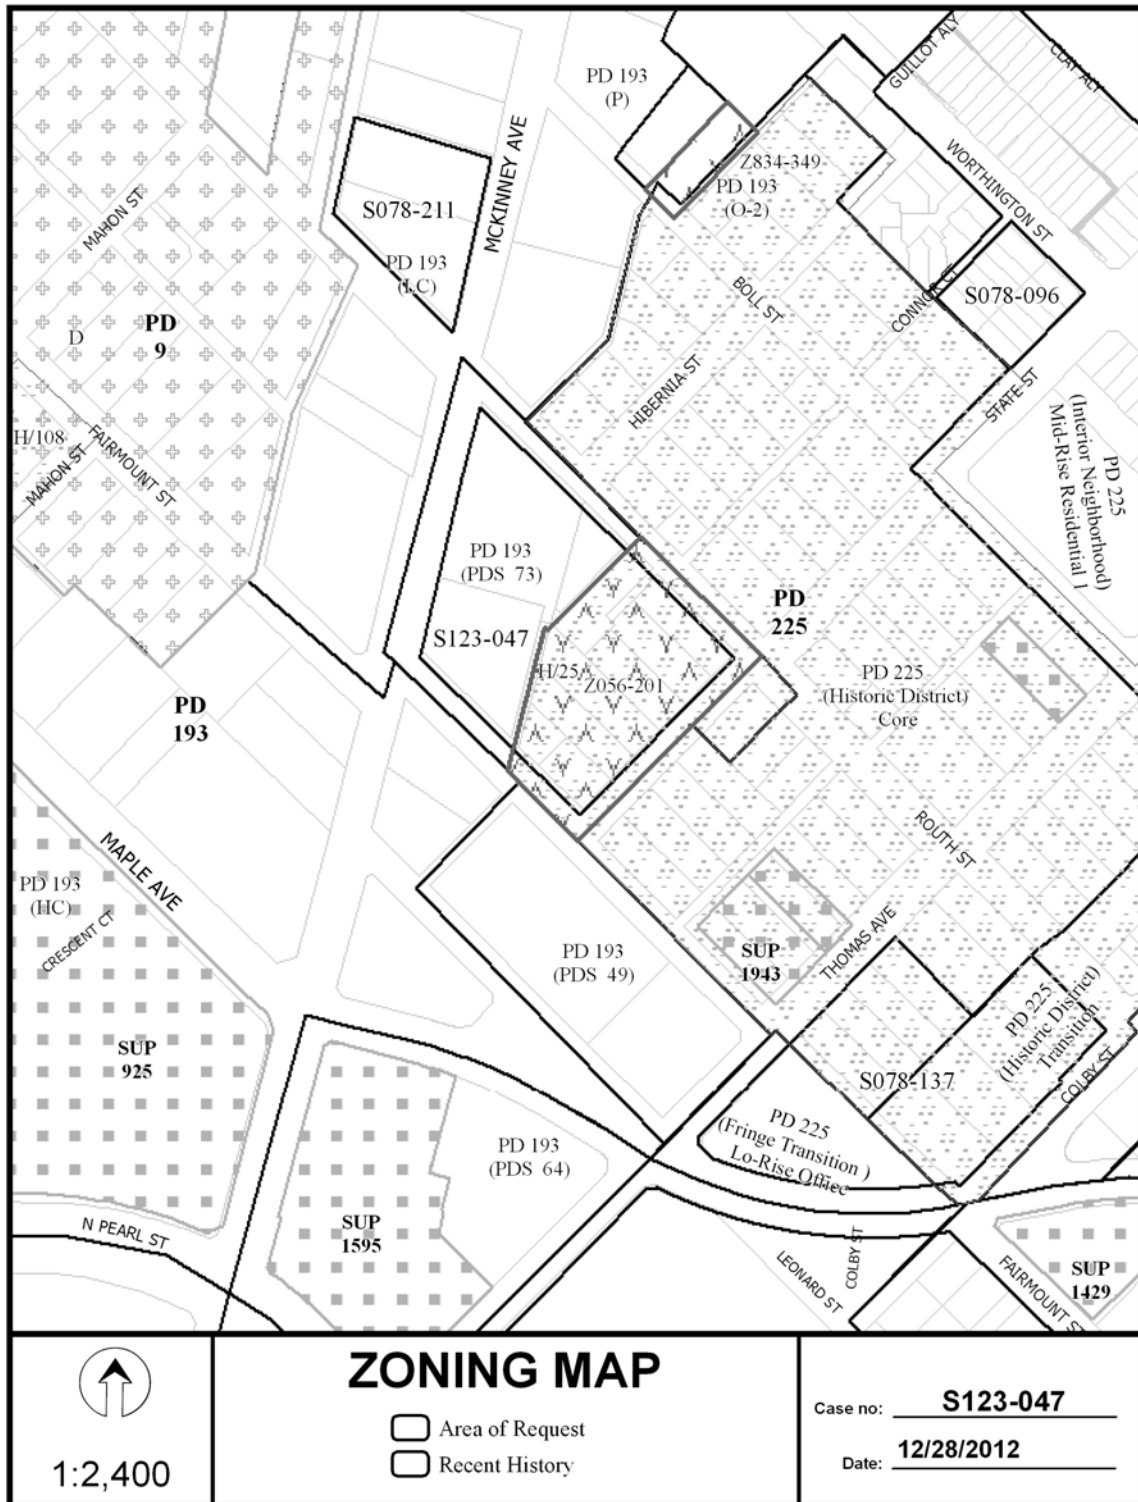 GUILLOT ALY
CLAY ALY
PD 193
(P)
MCKINNEY AVE
WORTHINGTON ST
Z834-349
PD 193
(O-2)
MAHON ST
S078-211
PD 193
(LC)
BOLL ST
CONNOR CT
S078-096
D
PD
9
HIBERNIA ST
STATE ST
PD 225
(Interior Neighborhood)
Mid-Rise Residential 1
H/108
MAHON ST
FAIRMOUNT ST
PD 193
(PDS 73)
PD
225
S123-047
H/25
Z056-201
PD 225
(Historic District)
Core
PD
193
ROUTH ST
MAPLE AVE
PD 193
(HC)
CRESCENT CT
PD 193
(PDS 49)
SUP
1943
THOMAS AVE
PD 225
(Historic District)
Transition
SUP
925
S078-137
COLBY ST
PD 225
(Fringe Transition )
Lo-Rise Office
PD 193
(PDS 64)
N PEARL ST
SUP
1595
LEONARD ST
COLBY ST
FAIRMOUNT ST
SUP
1429
1:2,400
ZONING MAP
Area of Request
Recent History
Case no: S123-047
Date: 12/28/2012